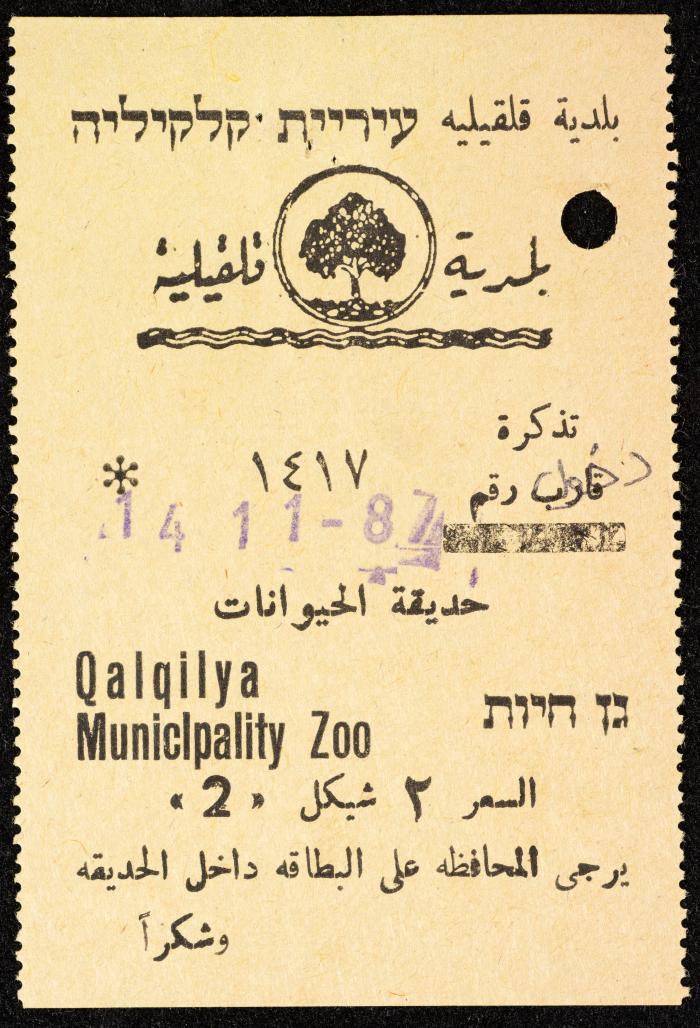 بلدية قلقيليه עיריית קלקיליה
بلدية قلقيلية
تذكرة
قارب رقم ١٤١٧ *
دخول
14 11-87
حديقة الحيوانات
Qalqilya
MunicIpality Zoo
גן חיות
السعر ٢ شيكل « 2 »
يرجى المحافظه على البطاقه داخل الحديقه
وشكراً